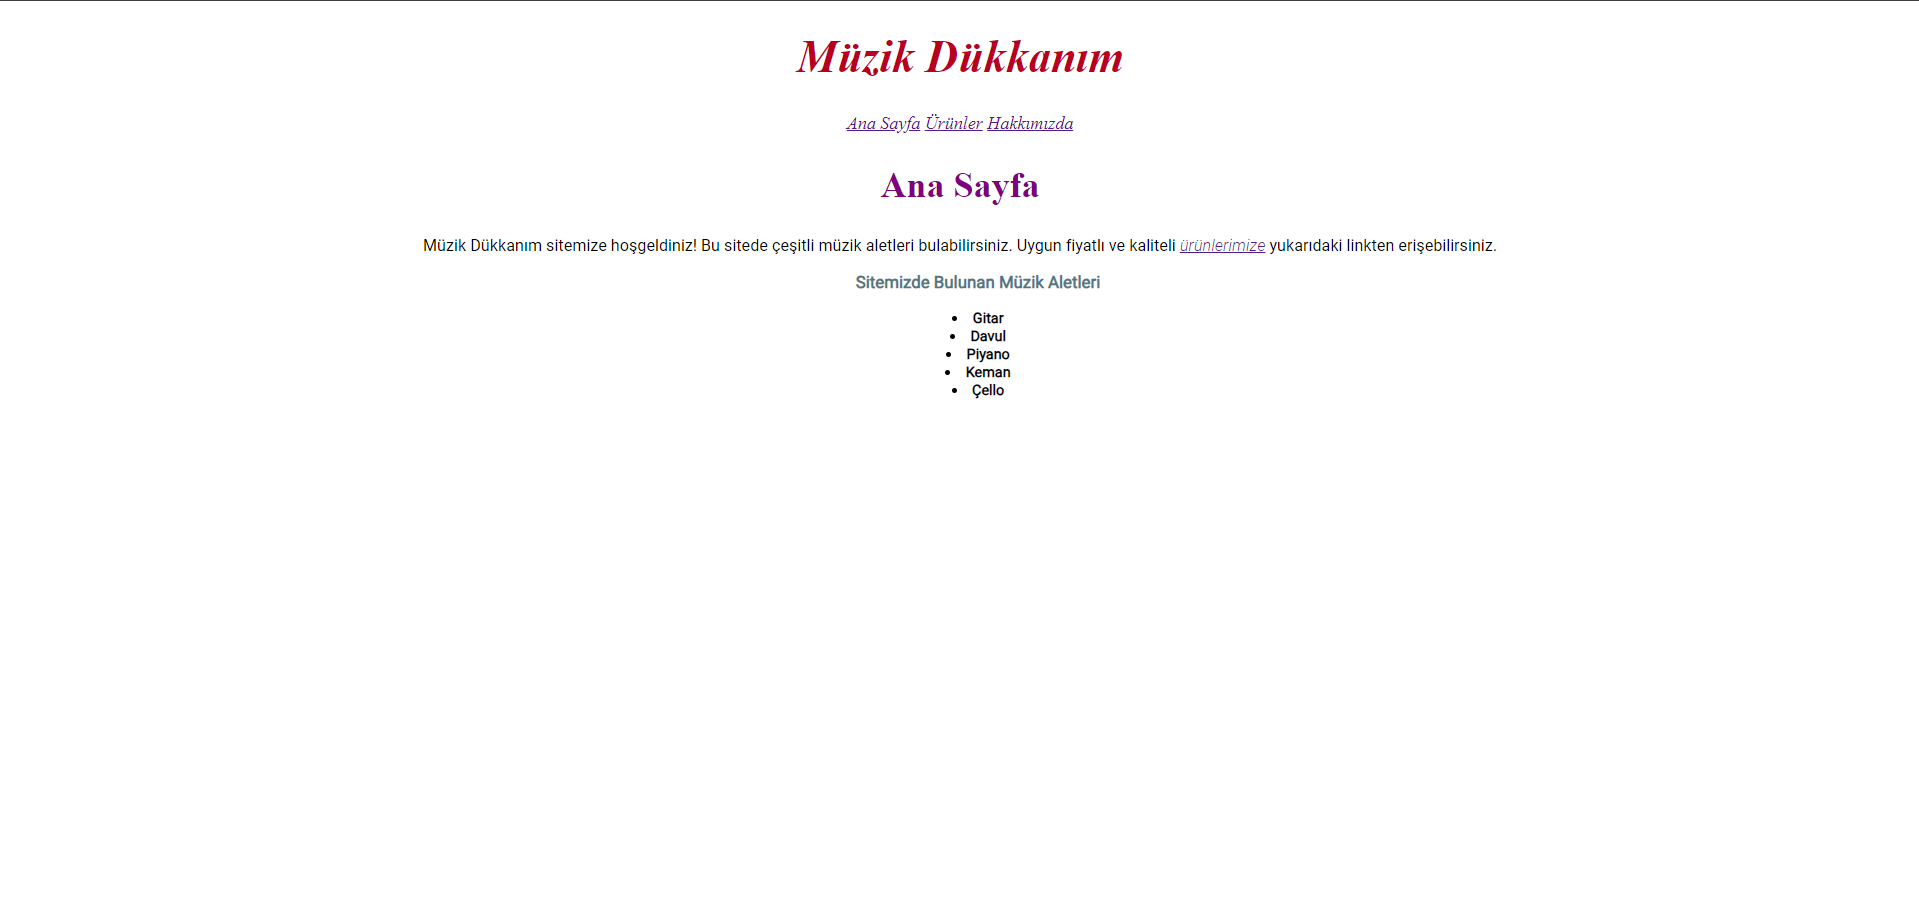 Müzik Dükkanım
Ana Sayfa Ürünler Hakkımızda
Ana Sayfa
Müzik Dükkanım sitemize hoşgeldiniz! Bu sitede çeşitli müzik aletleri bulabilirsiniz. Uygun fiyatlı ve kaliteli ürünlerimize yukarıdaki linkten erişebilirsiniz.
Sitemizde Bulunan Müzik Aletleri
• Gitar
• Davul
• Piyano
• Keman
• Çello